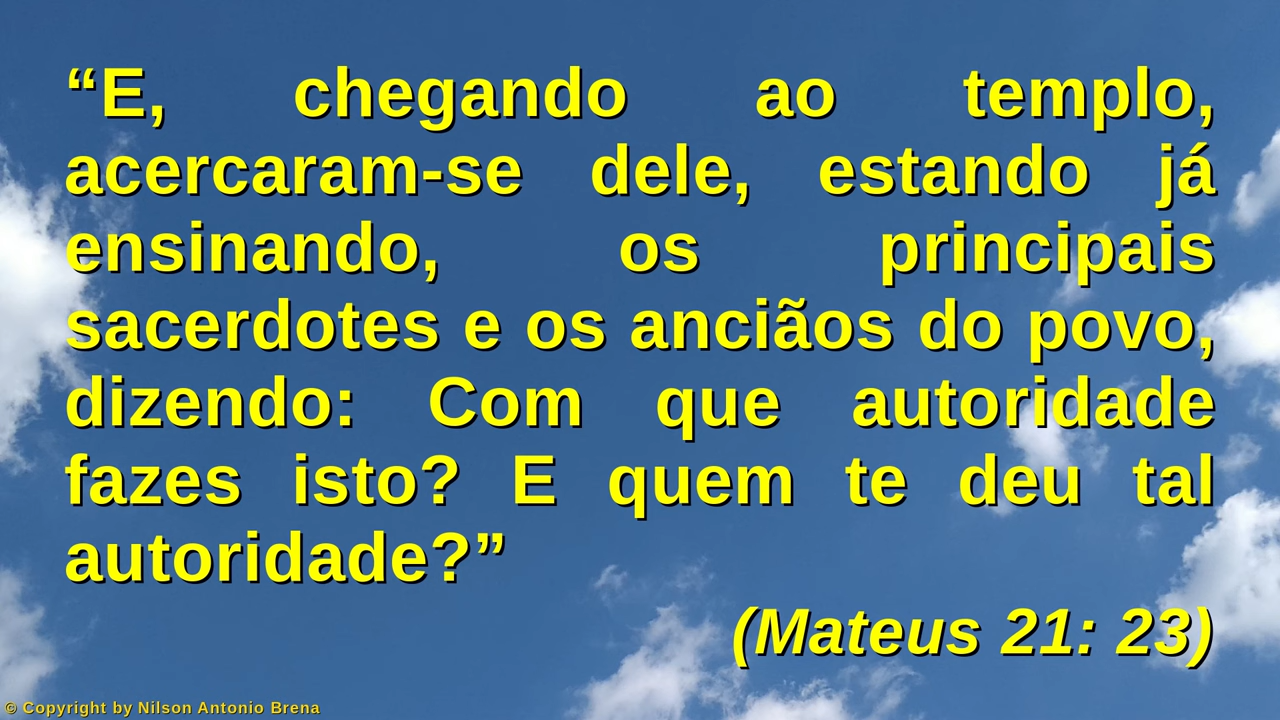 “E, chegando ao templo,
acercaram-se dele, estando já
ensinando, os principais
sacerdotes e os anciãos do povo,
dizendo: Com que autoridade
fazes isto? E quem te deu tal
autoridade?”
(Mateus 21: 23)
© Copyright by Nilson Antonio Brena